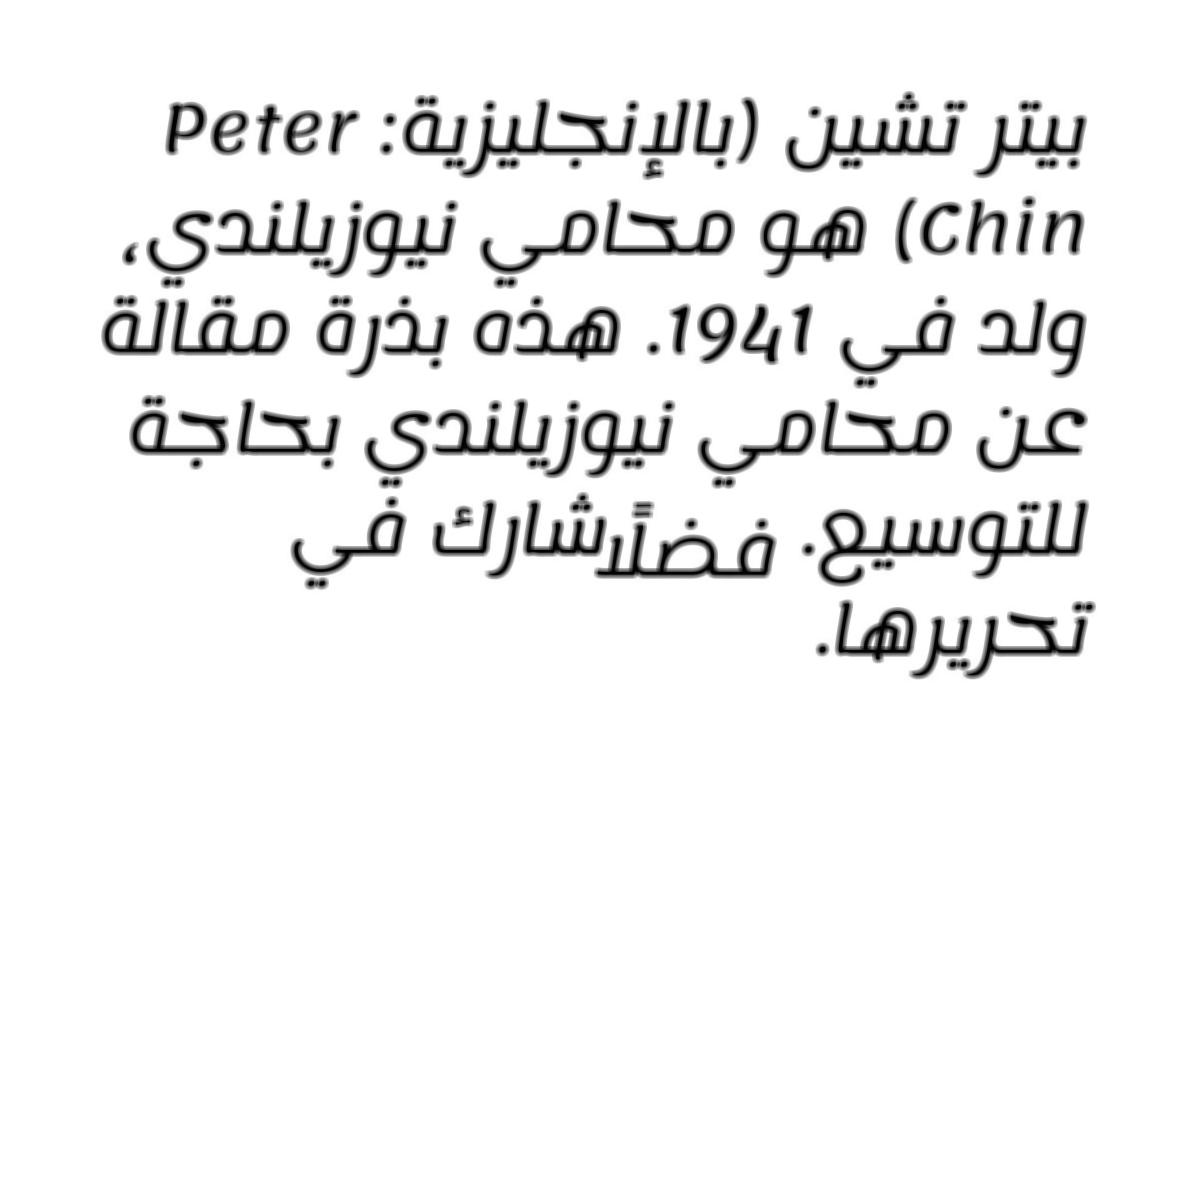 بيتر تشين (بالإنجليزية: Peter
Chin) هو محامي نيوزيلندي،
ولد في 1941. هذه بذرة مقالة
عن محامي نيوزيلندي بحاجة
للتوسيع. فضلًا شارك في
تحريرها.